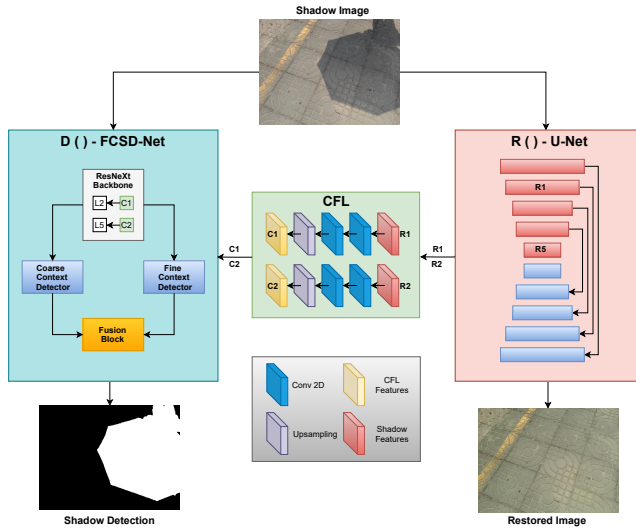 Shadow Image
D ( ) - FCSD-Net
ResNeXt
Backbone
L2
C1
L5
C2
Coarse
Context
Detector
Fine
Context
Detector
Fusion
Block
Shadow Detection
C1
C2
CFL
C1
R1
C2
R2
R1
R2
Conv 2D
CFL
Features
Upsampling
Shadow
Features
R ( ) - U-Net
R1
R5
Restored Image